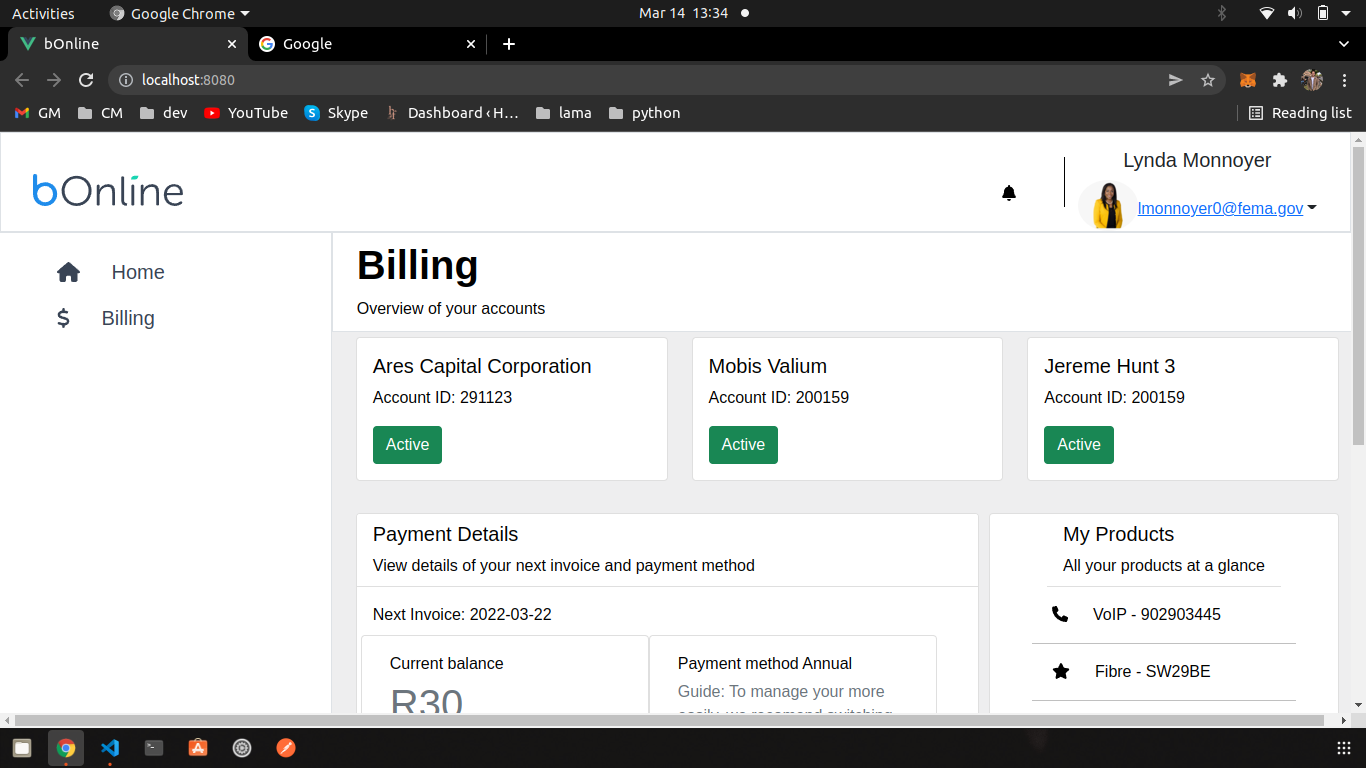 Activities
Google Chrome
Mar 14 13:34
bOnline
Google
localhost:8080
GM
CM
dev
YouTube
Skype
Dashboard ‹ H…
lama
python
Reading list
bOnline
Lynda Monnoyer
lmonnoyer0@fema.gov
Home
Billing
Billing
Overview of your accounts
Ares Capital Corporation
Account ID: 291123
Active
Mobis Valium
Account ID: 200159
Active
Jereme Hunt 3
Account ID: 200159
Active
Payment Details
View details of your next invoice and payment method
Next Invoice: 2022-03-22
Current balance
R30
Payment method Annual
Guide: To manage your more
easily, we recomend switching
My Products
All your products at a glance
VoIP - 902903445
Fibre - SW29BE